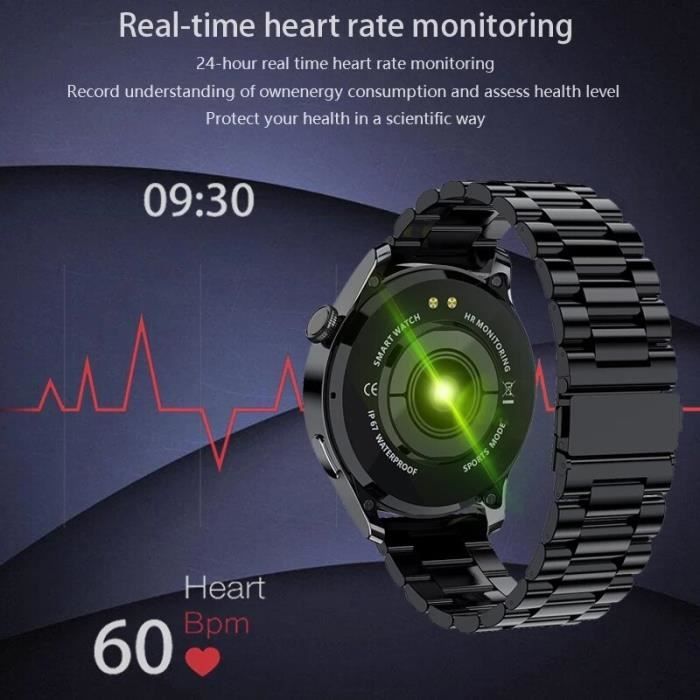 Real-time heart rate monitoring
24-hour real time heart rate monitoring
Record understanding of ownenergy consumption and assess health level
Protect your health in a scientific way
09:30
SMART WATCH
HR MONITORING
CE
IP 67 WATERPROOF
SPORTS MODE
Heart
60 Bpm